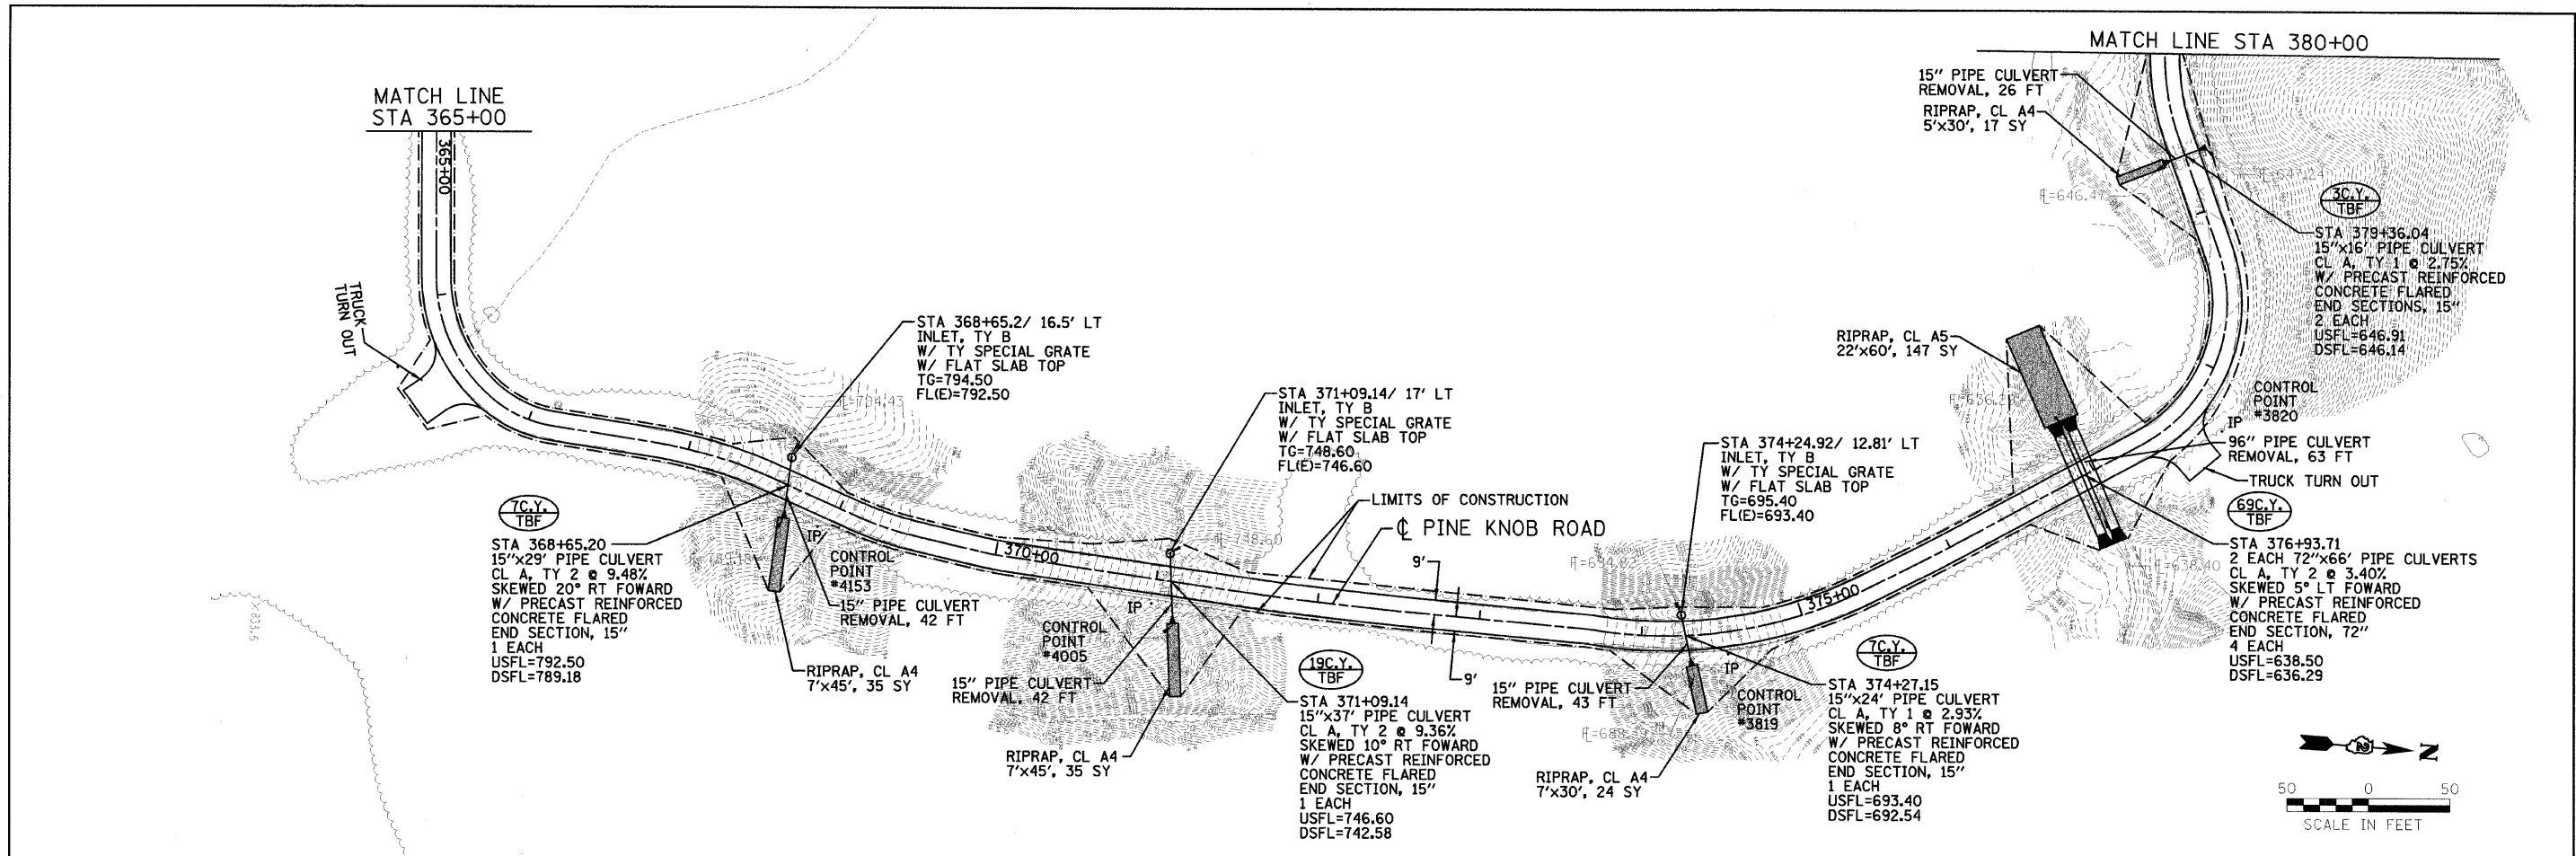 MATCH LINE
STA 365+00
365+00
TRUCK
TURN OUT
STA 368+65.2/ 16.5' LT
INLET, TY B
W/ TY SPECIAL GRATE
W/ FLAT SLAB TOP
TG=794.50
FL(E)=792.50
FL=794.43
7C.Y.
TBF
STA 368+65.20
15"x29' PIPE CULVERT
CL A, TY 2 @ 9.48%
SKEWED 20° RT FOWARD
W/ PRECAST REINFORCED
CONCRETE FLARED
END SECTION, 15"
1 EACH
USFL=792.50
DSFL=789.18
IP
CONTROL
POINT
#4153
15" PIPE CULVERT
REMOVAL, 42 FT
RIPRAP, CL A4
7'x45', 35 SY
370+00
STA 371+09.14/ 17' LT
INLET, TY B
W/ TY SPECIAL GRATE
W/ FLAT SLAB TOP
TG=748.60
FL(E)=746.60
LIMITS OF CONSTRUCTION
℄ PINE KNOB ROAD
9'
9'
IP
CONTROL
POINT
#4005
15" PIPE CULVERT
REMOVAL, 42 FT
RIPRAP, CL A4
7'x45', 35 SY
19C.Y.
TBF
STA 371+09.14
15"x37' PIPE CULVERT
CL A, TY 2 @ 9.36%
SKEWED 10° RT FOWARD
W/ PRECAST REINFORCED
CONCRETE FLARED
END SECTION, 15"
1 EACH
USFL=746.60
DSFL=742.58
STA 374+24.92/ 12.81' LT
INLET, TY B
W/ TY SPECIAL GRATE
W/ FLAT SLAB TOP
TG=695.40
FL(E)=693.40
375+00
15" PIPE CULVERT
REMOVAL, 43 FT
RIPRAP, CL A4
7'x30', 24 SY
IP
CONTROL
POINT
#3819
7C.Y.
TBF
STA 374+27.15
15"x24' PIPE CULVERT
CL A, TY 1 @ 2.93%
SKEWED 8° RT FOWARD
W/ PRECAST REINFORCED
CONCRETE FLARED
END SECTION, 15"
1 EACH
USFL=693.40
DSFL=692.54
MATCH LINE STA 380+00
15" PIPE CULVERT
REMOVAL, 26 FT
RIPRAP, CL A4
5'x30', 17 SY
FL=647.24
FL=646.47
3C.Y.
TBF
STA 379+36.04
15"x16' PIPE CULVERT
CL A, TY 1 @ 2.75%
W/ PRECAST REINFORCED
CONCRETE FLARED
END SECTIONS, 15"
2 EACH
USFL=646.91
DSFL=646.14
RIPRAP, CL A5
22'x60', 147 SY
CONTROL
POINT
#3820
IP
96" PIPE CULVERT
REMOVAL, 63 FT
TRUCK TURN OUT
69C.Y.
TBF
STA 376+93.71
2 EACH 72"x66' PIPE CULVERTS
CL A, TY 2 @ 3.40%
SKEWED 5° LT FOWARD
W/ PRECAST REINFORCED
CONCRETE FLARED
END SECTION, 72"
4 EACH
USFL=638.50
DSFL=636.29
FL=638.40
N
50 0 50
SCALE IN FEET